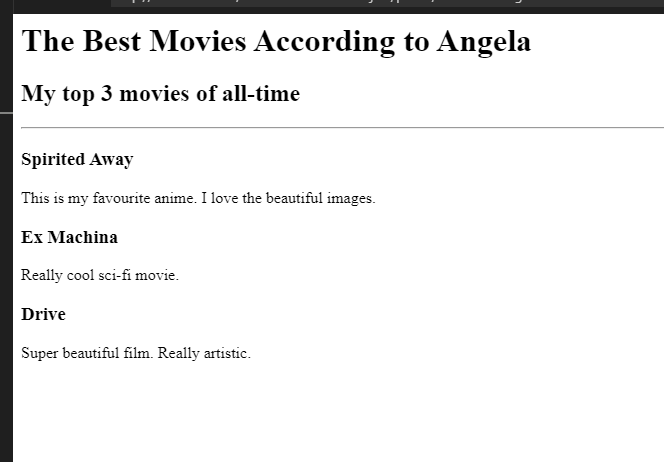 The Best Movies According to Angela
My top 3 movies of all-time
Spirited Away
This is my favourite anime. I love the beautiful images.
Ex Machina
Really cool sci-fi movie.
Drive
Super beautiful film. Really artistic.